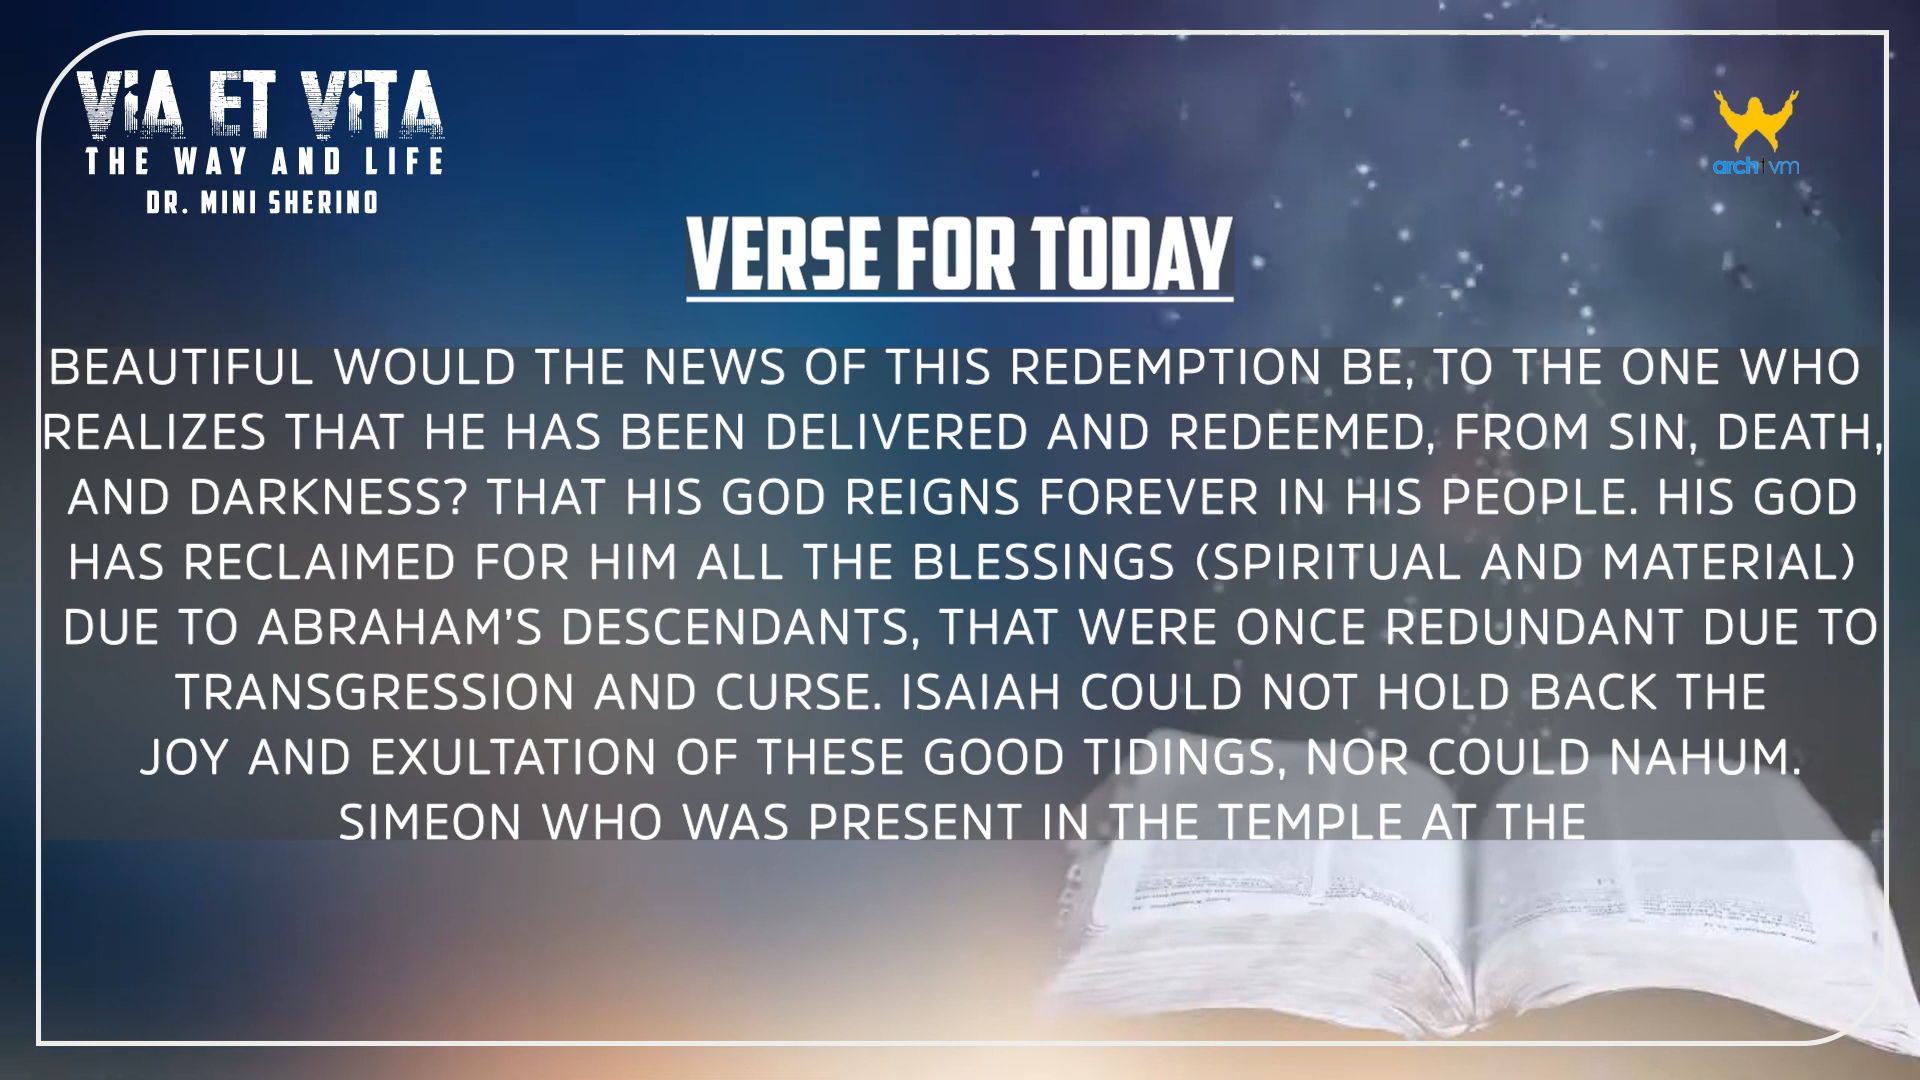 ViA ET ViTA
THE WAY AND LIFE
DR. MINI SHERINO
archtvm
VERSE FOR TODAY
BEAUTIFUL WOULD THE NEWS OF THIS REDEMPTION BE, TO THE ONE WHO
REALIZES THAT HE HAS BEEN DELIVERED AND REDEEMED, FROM SIN, DEATH,
AND DARKNESS? THAT HIS GOD REIGNS FOREVER IN HIS PEOPLE. HIS GOD
HAS RECLAIMED FOR HIM ALL THE BLESSINGS (SPIRITUAL AND MATERIAL)
DUE TO ABRAHAM’S DESCENDANTS, THAT WERE ONCE REDUNDANT DUE TO
TRANSGRESSION AND CURSE. ISAIAH COULD NOT HOLD BACK THE
JOY AND EXULTATION OF THESE GOOD TIDINGS, NOR COULD NAHUM.
SIMEON WHO WAS PRESENT IN THE TEMPLE AT THE